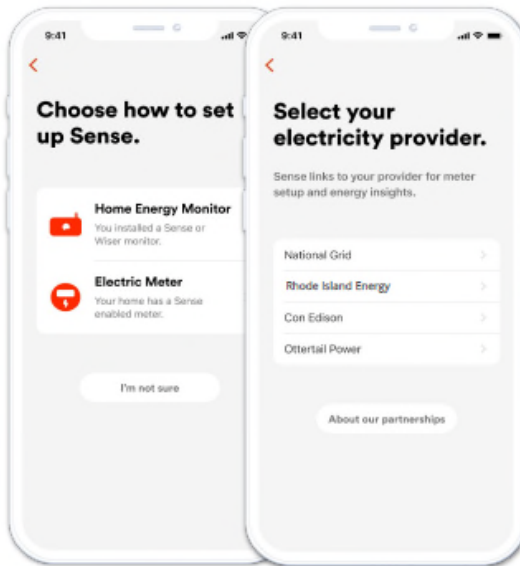 9:41
Choose how to set
up Sense.
Home Energy Monitor
You installed a Sense or
Wiser monitor.
Electric Meter
Your home has a Sense
enabled meter.
I'm not sure
9:41
Select your
electricity provider.
Sense links to your provider for meter
setup and energy insights.
National Grid
Rhode Island Energy
Con Edison
Ottertail Power
About our partnerships